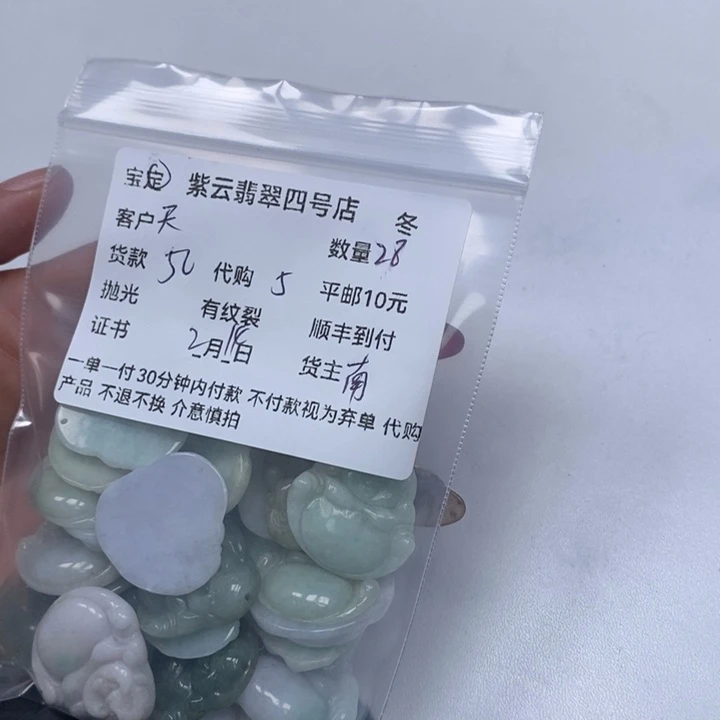 宝定 紫云翡翠四号店 冬
客户天 数量28
货款50 代购5 平邮10元
抛光 有纹裂 顺丰到付
证书 2月18日 货主南
一单一付30分钟内付款 不付款视为弃单 代购
产品 不退不换 介意慎拍